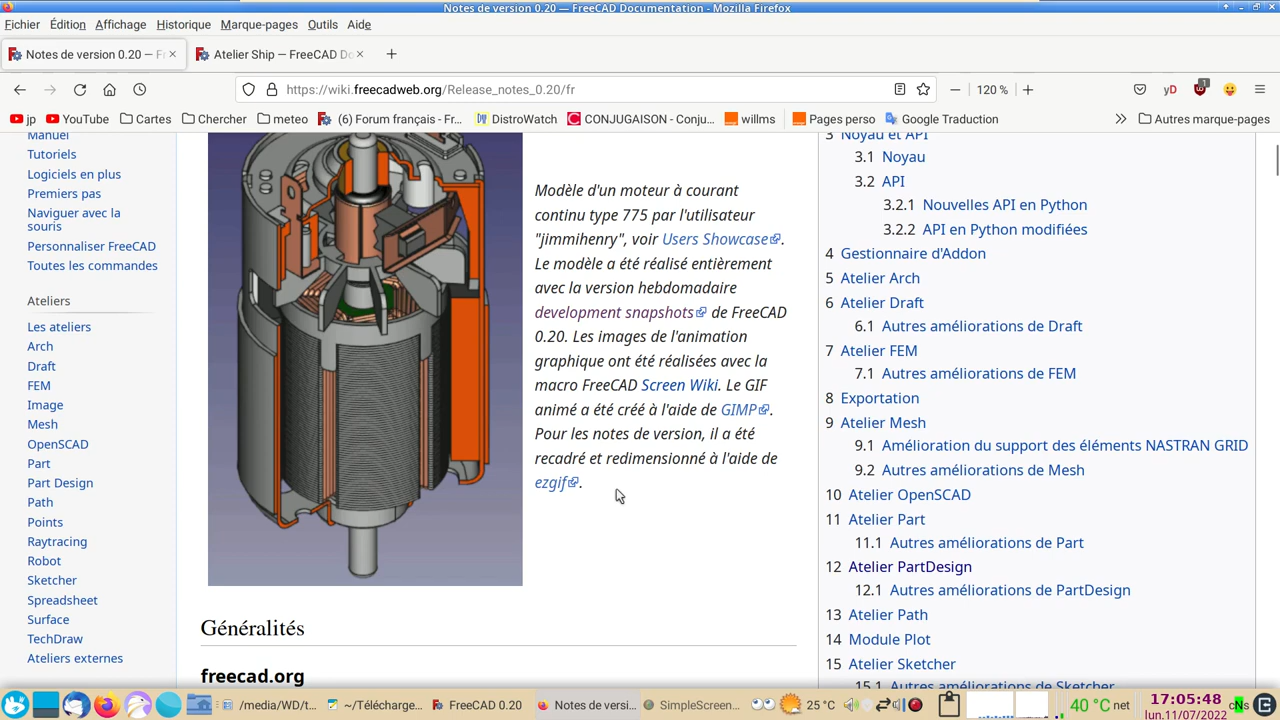 Notes de version 0.20 — FreeCAD Documentation - Mozilla Firefox
Fichier Édition Affichage Historique Marque-pages Outils Aide
Notes de version 0.20 — F
Atelier Ship — FreeCAD Do
https://wiki.freecadweb.org/Release_notes_0.20/fr
120 %
1
yD
jp YouTube Cartes Chercher meteo (6) Forum français - Fr… DistroWatch CONJUGAISON - Conju… willms Pages perso Google Traduction Autres marque-pages
Manuel
Tutoriels
Logiciels en plus
Premiers pas
Naviguer avec la
souris
Personnaliser FreeCAD
Toutes les commandes
Ateliers
Les ateliers
Arch
Draft
FEM
Image
Mesh
OpenSCAD
Part
Part Design
Path
Points
Raytracing
Robot
Sketcher
Spreadsheet
Surface
TechDraw
Ateliers externes
Modèle d'un moteur à courant
continu type 775 par l'utilisateur
"jimmihenry", voir Users Showcase.
Le modèle a été réalisé entièrement
avec la version hebdomadaire
development snapshots de FreeCAD
0.20. Les images de l'animation
graphique ont été réalisées avec la
macro FreeCAD Screen Wiki. Le GIF
animé a été créé à l'aide de GIMP.
Pour les notes de version, il a été
recadré et redimensionné à l'aide de
ezgif.
Généralités
freecad.org
3 Noyau et API
3.1 Noyau
3.2 API
3.2.1 Nouvelles API en Python
3.2.2 API en Python modifiées
4 Gestionnaire d'Addon
5 Atelier Arch
6 Atelier Draft
6.1 Autres améliorations de Draft
7 Atelier FEM
7.1 Autres améliorations de FEM
8 Exportation
9 Atelier Mesh
9.1 Amélioration du support des éléments NASTRAN GRID
9.2 Autres améliorations de Mesh
10 Atelier OpenSCAD
11 Atelier Part
11.1 Autres améliorations de Part
12 Atelier PartDesign
12.1 Autres améliorations de PartDesign
13 Atelier Path
14 Module Plot
15 Atelier Sketcher
15.1 Autres améliorations de Sketcher
/media/WD/t… ~/Télécharge… FreeCAD 0.20 Notes de versi… SimpleScreen… 25 °C 40 °C net 17:05:48 cNs
lun.11/07/2022